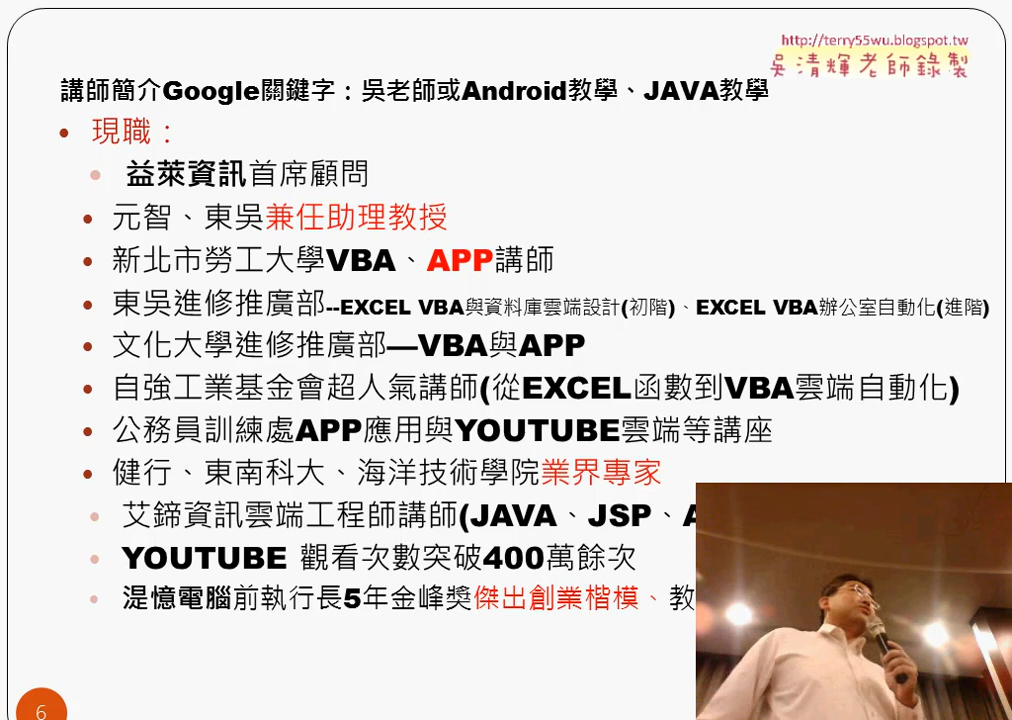 http://terry55wu.blogspot.tw
吳清輝老師錄製
講師簡介Google關鍵字：吳老師或Android教學、JAVA教學
• 現職：
• 益萊資訊首席顧問
• 元智、東吳兼任助理教授
• 新北市勞工大學VBA、APP講師
• 東吳進修推廣部--EXCEL VBA與資料庫雲端設計(初階)、EXCEL VBA辦公室自動化(進階)
• 文化大學進修推廣部—VBA與APP
• 自強工業基金會超人氣講師(從EXCEL函數到VBA雲端自動化)
• 公務員訓練處APP應用與YOUTUBE雲端等講座
• 健行、東南科大、海洋技術學院業界專家
• 艾鍗資訊雲端工程師講師(JAVA、JSP、A
• YOUTUBE 觀看次數突破400萬餘次
• 湜憶電腦前執行長5年金峰獎傑出創業楷模、教
6